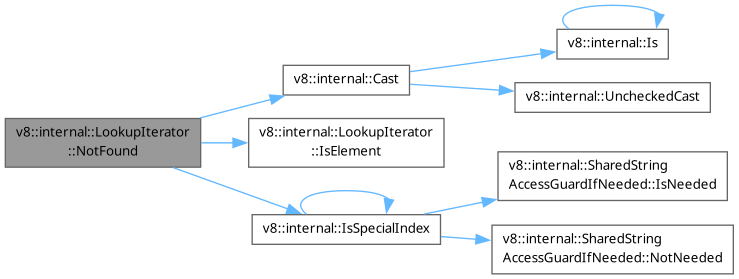 v8::internal::LookupIterator
::NotFound
v8::internal::Cast
v8::internal::Is
v8::internal::UncheckedCast
v8::internal::LookupIterator
::IsElement
v8::internal::IsSpecialIndex
v8::internal::SharedString
AccessGuardIfNeeded::IsNeeded
v8::internal::SharedString
AccessGuardIfNeeded::NotNeeded